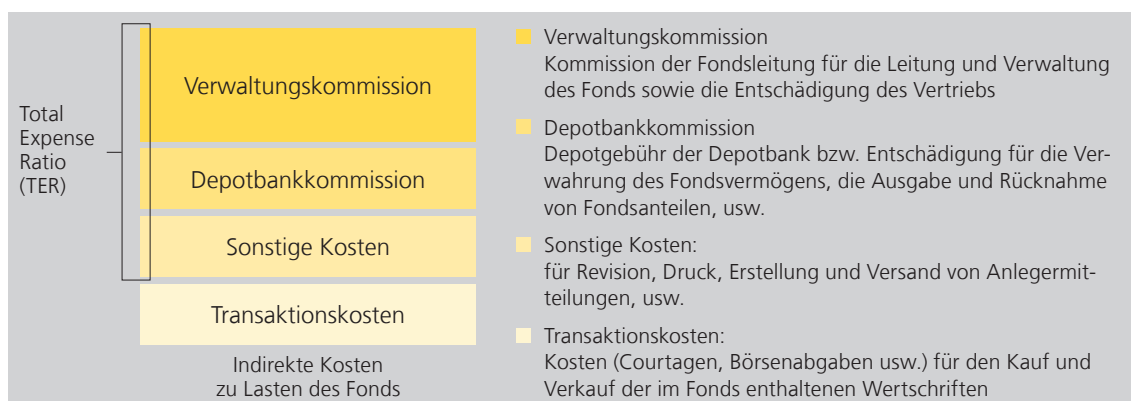 Total
Expense
Ratio
(TER)
Verwaltungskommission
Depotbankkommission
Sonstige Kosten
Transaktionskosten
Indirekte Kosten
zu Lasten des Fonds
Verwaltungskommission
Kommission der Fondsleitung für die Leitung und Verwaltung
des Fonds sowie die Entschädigung des Vertriebs
Depotbankkommission
Depotgebühr der Depotbank bzw. Entschädigung für die Ver-
wahrung des Fondsvermögens, die Ausgabe und Rücknahme
von Fondsanteilen, usw.
Sonstige Kosten:
für Revision, Druck, Erstellung und Versand von Anlegermit-
teilungen, usw.
Transaktionskosten:
Kosten (Courtagen, Börsenabgaben usw.) für den Kauf und
Verkauf der im Fonds enthaltenen Wertschriften